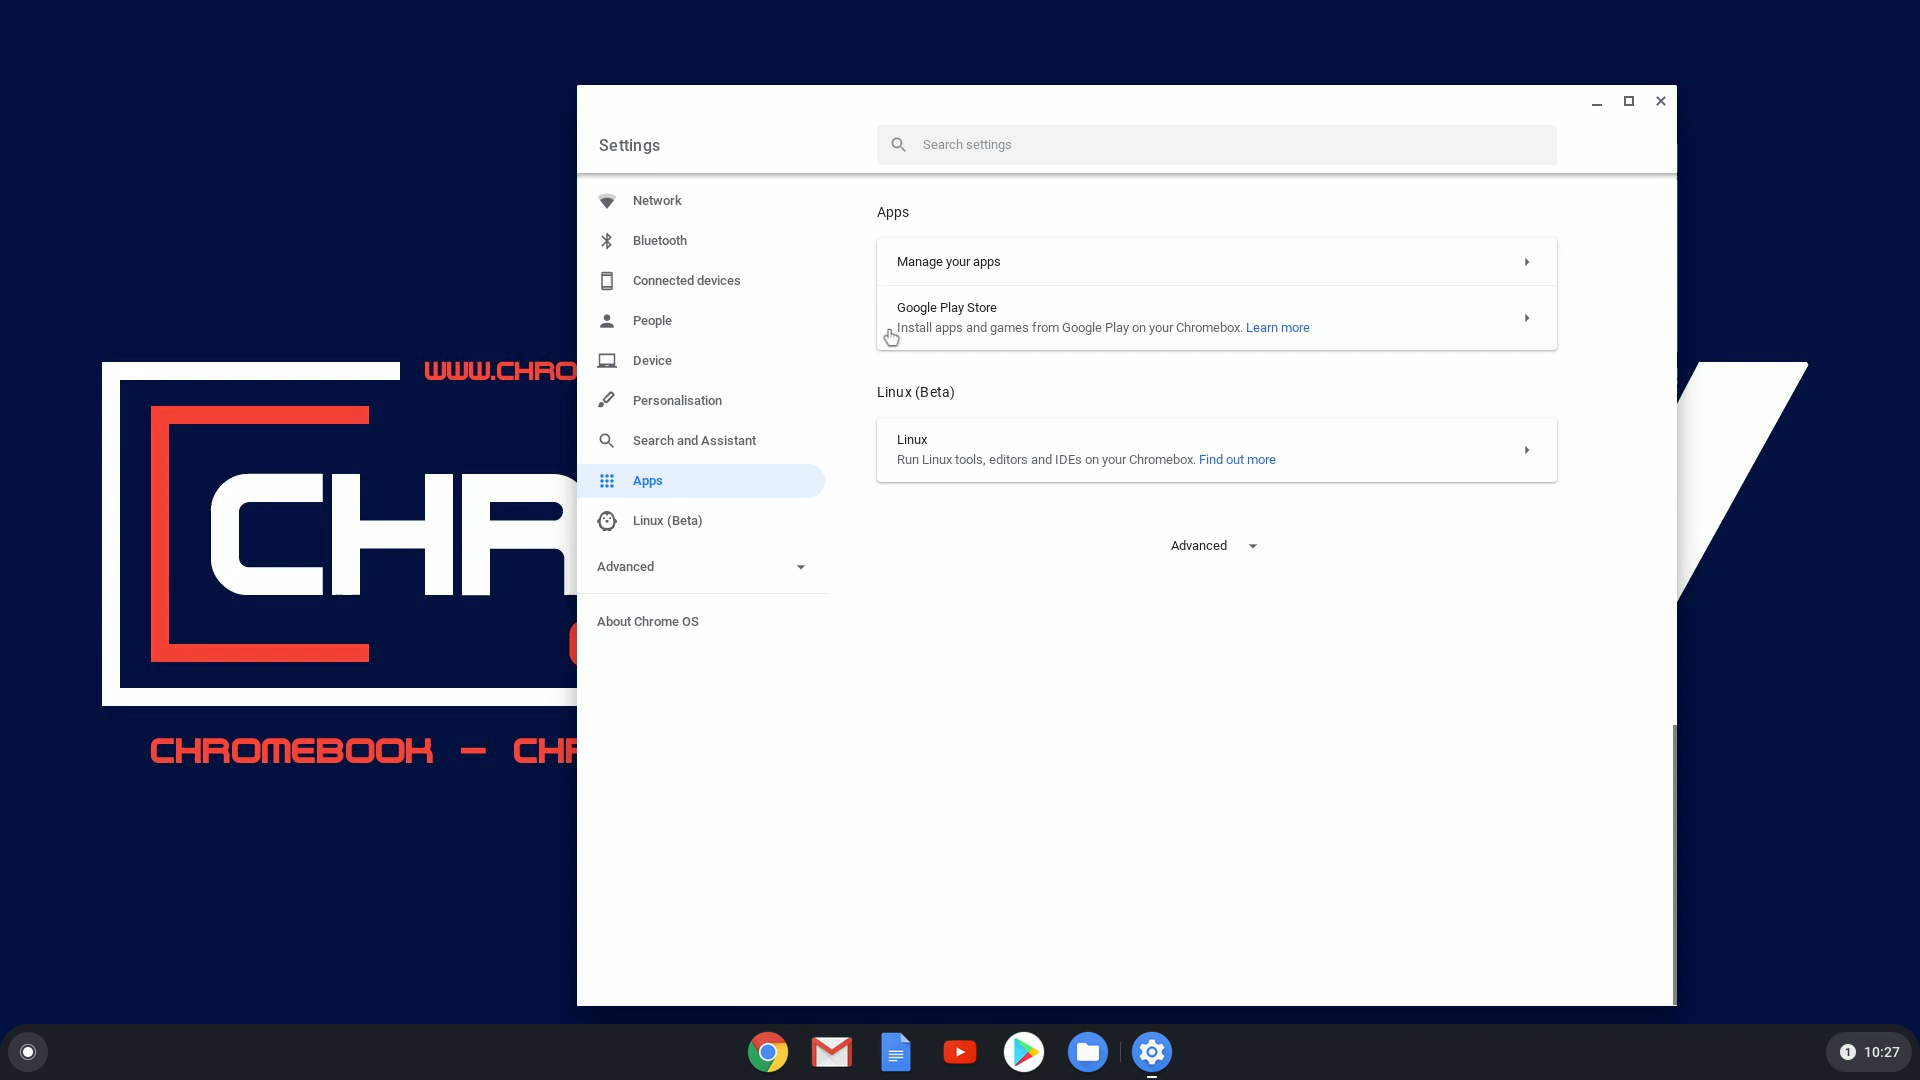 Settings
Search settings
Network
Bluetooth
Connected devices
People
Device
Personalisation
Search and Assistant
Apps
Linux (Beta)
Advanced
About Chrome OS
Apps
Manage your apps
Google Play Store
Install apps and games from Google Play on your Chromebook. Learn more
Linux (Beta)
Linux
Run Linux tools, editors and IDEs on your Chromebook. Find out more
Advanced
WWW.CHRO
CHR
CHROMEBOOK - CHR
1 10:27